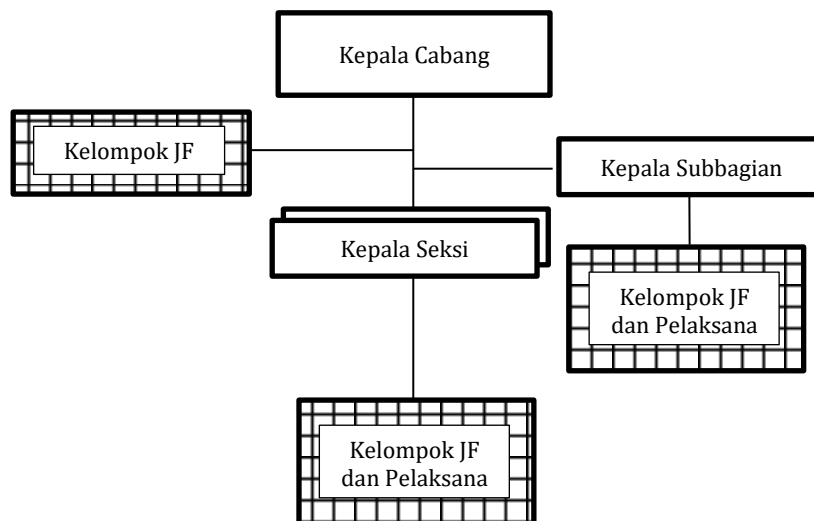 Kepala Cabang
Kelompok JF
Kepala Subbagian
Kepala Seksi
Kelompok JF
dan Pelaksana
Kelompok JF
dan Pelaksana